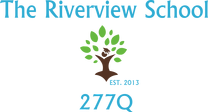 The Riverview School
EST. 2013
277Q